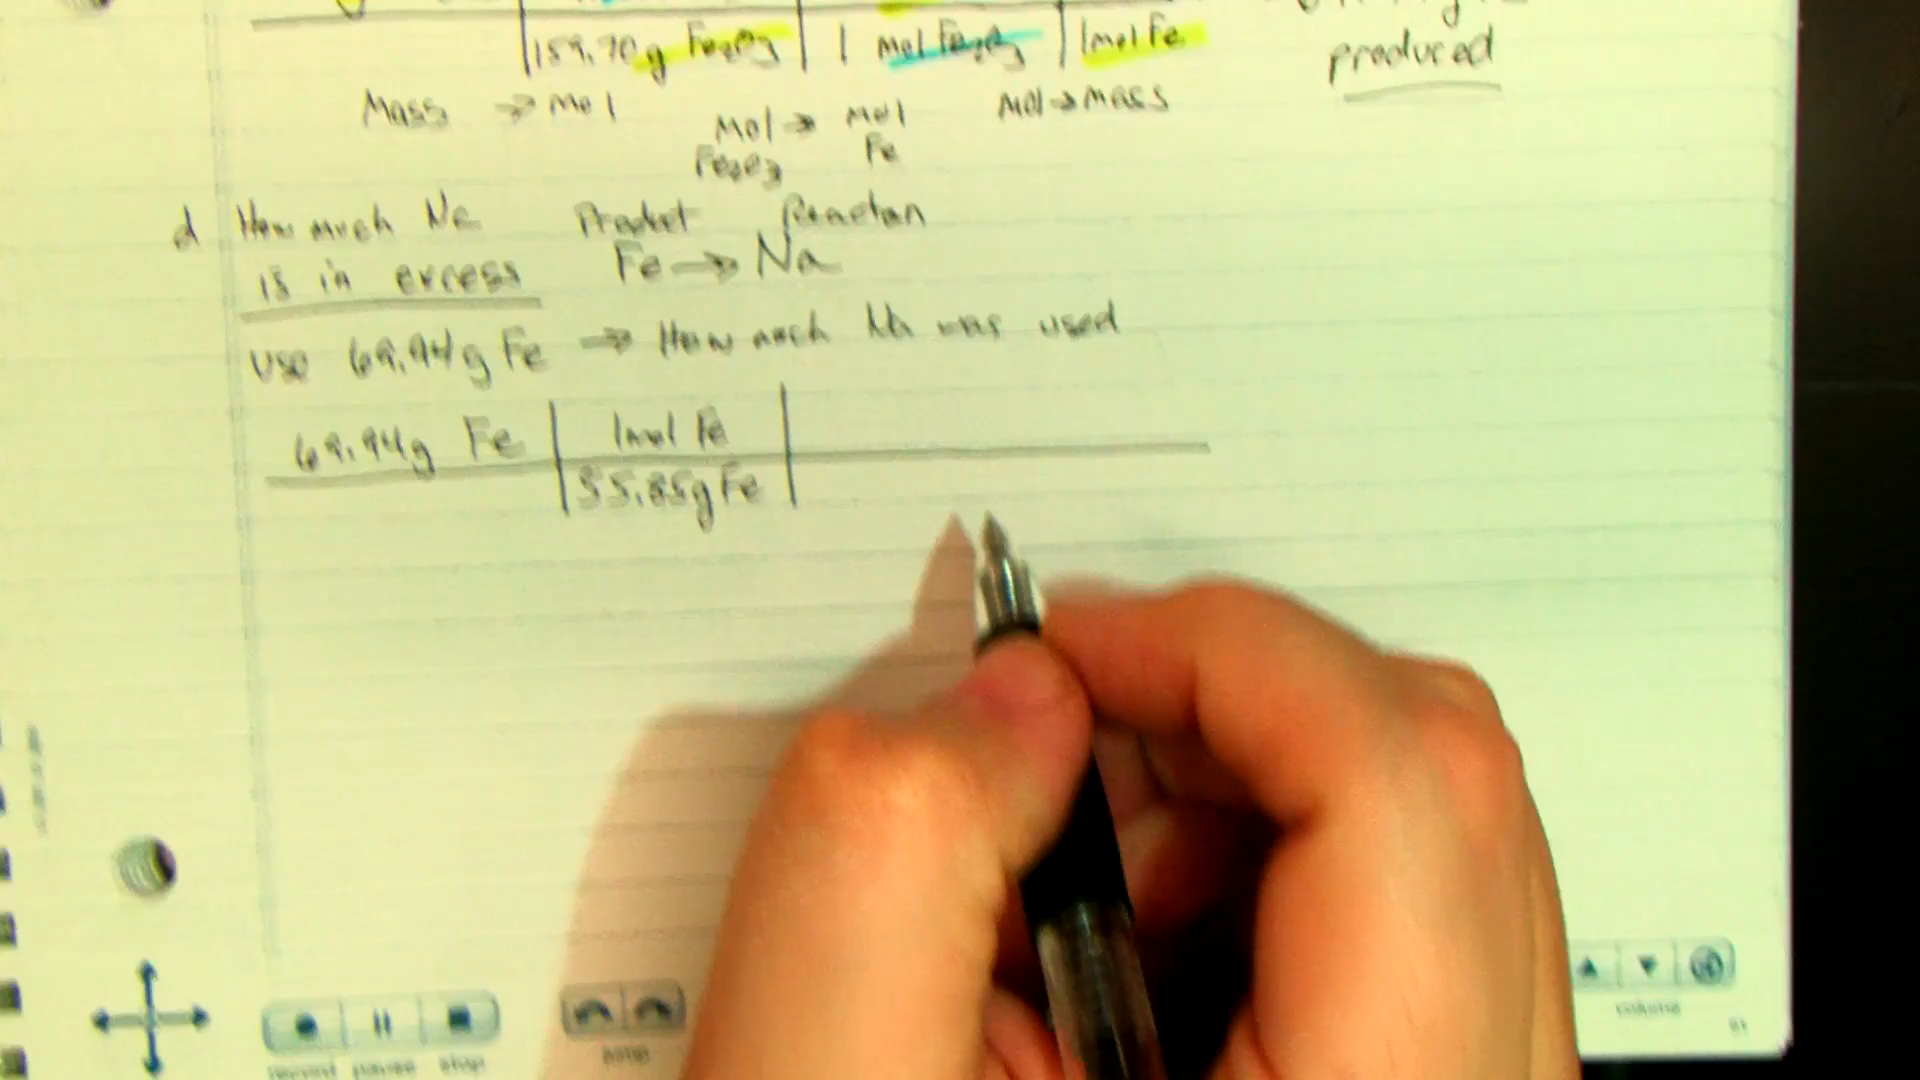 159.70g Fe2O3 | 1 mol Fe2O3 | 1mol Fe
produced
Mass → mol
Mol → mol
Mol → mass
Fe2O3 Fe
d How much Na Product Reactan
is in excess Fe → Na
use 69.94g Fe → How much Na was used
69.94g Fe | 1mol Fe
55.85g Fe
record pause stop
jump
volume